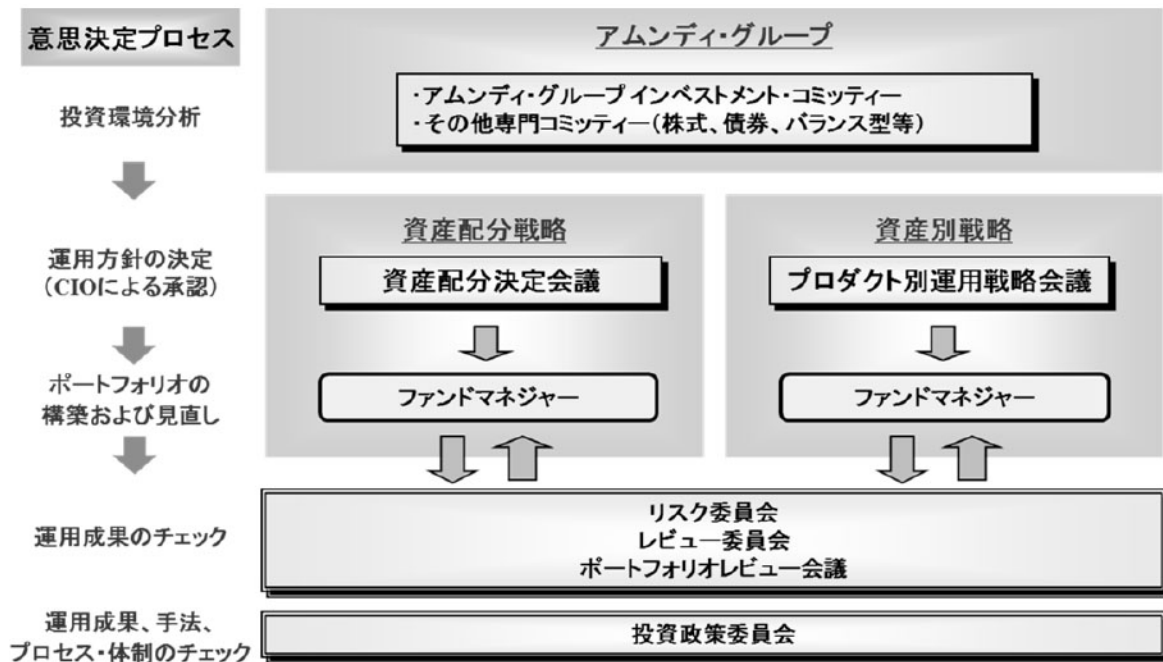 意思決定プロセス
アムンディ・グループ
投資環境分析
・アムンディ・グループ インベストメント・コミッティー
・その他専門コミッティー(株式、債券、バランス型等)
運用方針の決定
(CIOによる承認)
資産配分戦略
資産配分決定会議
資産別戦略
プロダクト別運用戦略会議
ポートフォリオの
構築および見直し
ファンドマネジャー
ファンドマネジャー
運用成果のチェック
リスク委員会
レビュー委員会
ポートフォリオレビュー会議
運用成果、手法、
プロセス・体制のチェック
投資政策委員会